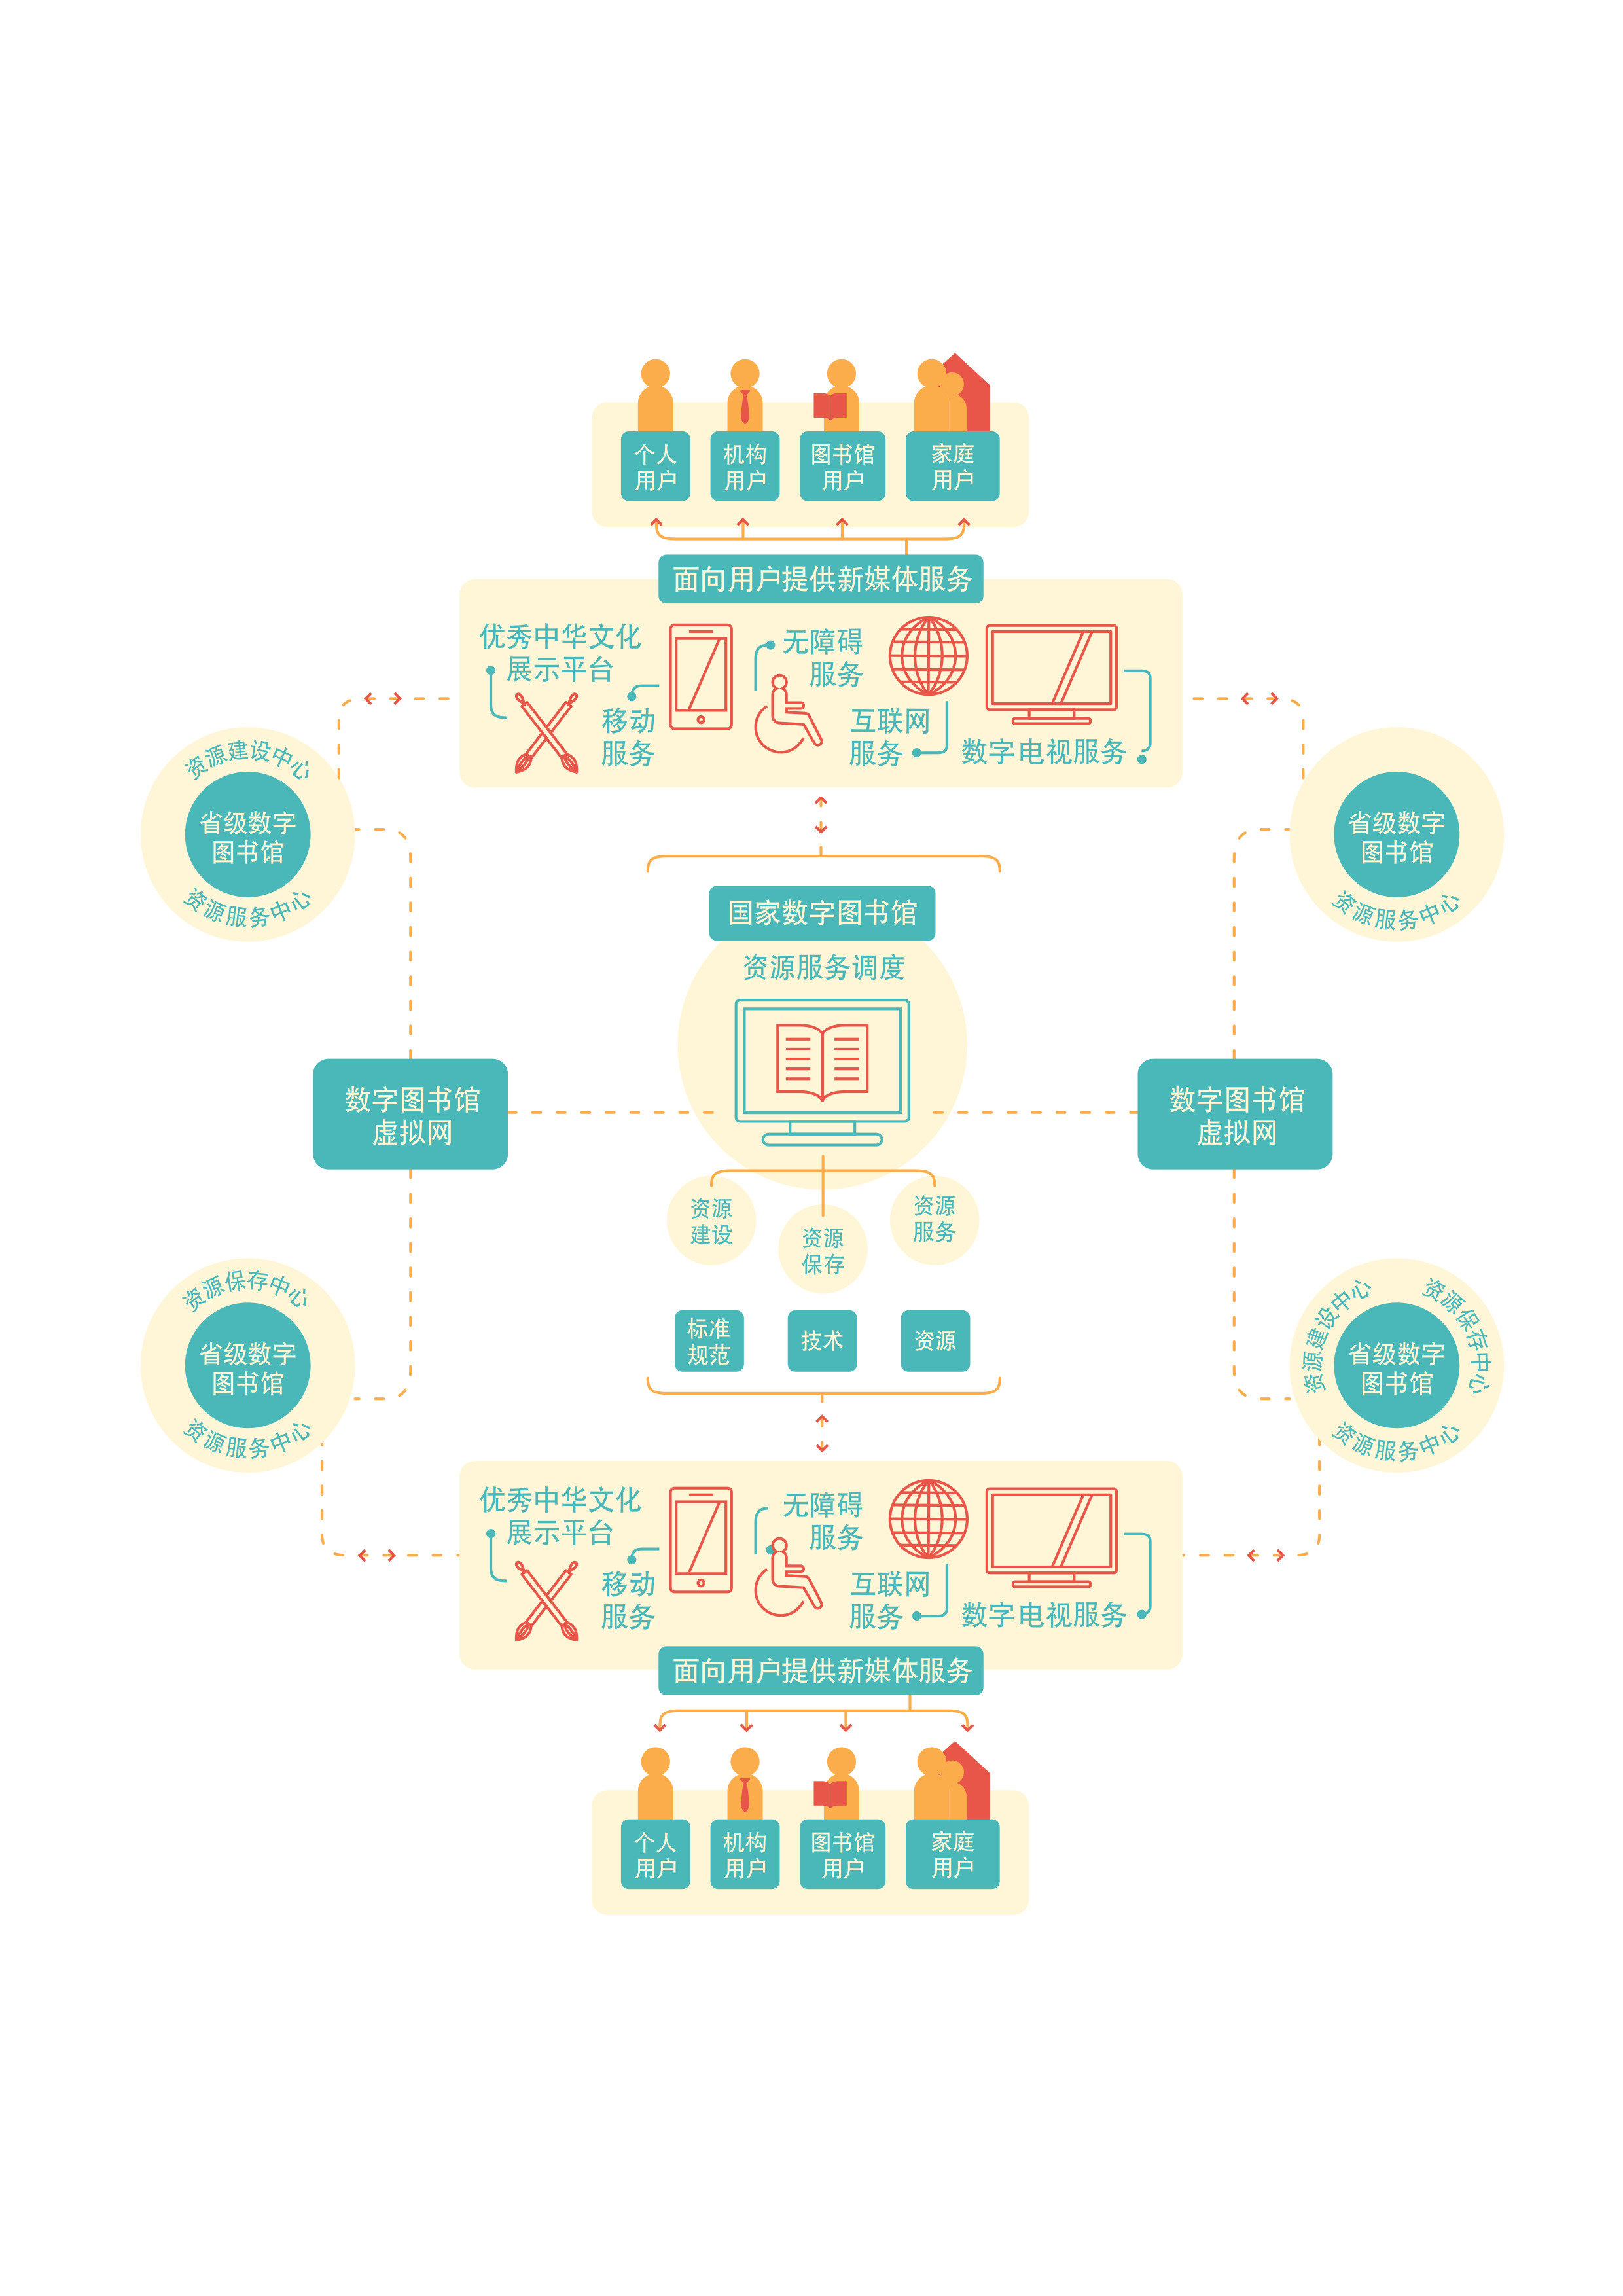 个人
用户
机构
用户
图书馆
用户
家庭
用户
面向用户提供新媒体服务
优秀中华文化
展示平台
移动
服务
无障碍
服务
互联网
服务
数字电视服务
资源建设中心
省级数字
图书馆
资源服务中心
省级数字
图书馆
资源服务中心
国家数字图书馆
资源服务调度
数字图书馆
虚拟网
数字图书馆
虚拟网
资源
建设
资源
保存
资源
服务
标准
规范
技术
资源
资源保存中心
省级数字
图书馆
资源服务中心
资源建设中心
资源保存中心
省级数字
图书馆
资源服务中心
优秀中华文化
展示平台
移动
服务
无障碍
服务
互联网
服务
数字电视服务
面向用户提供新媒体服务
个人
用户
机构
用户
图书馆
用户
家庭
用户